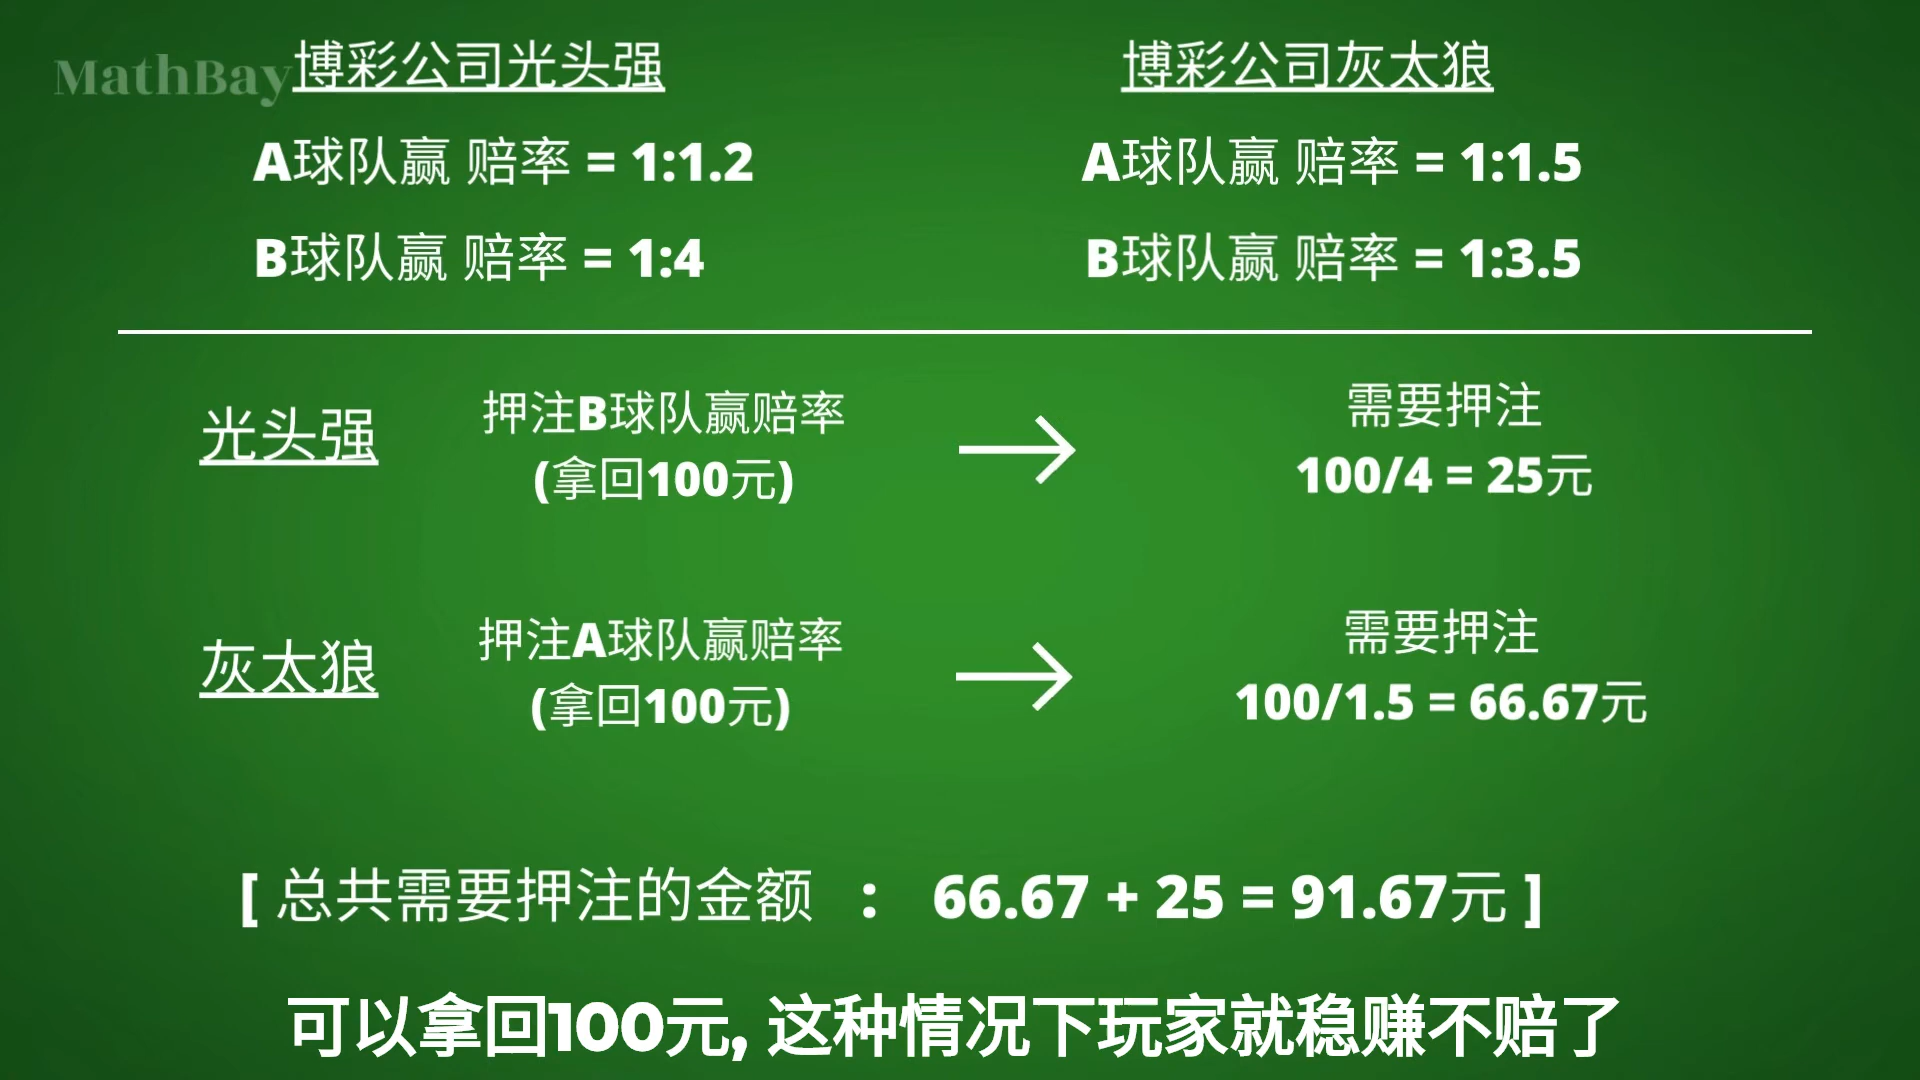 MathBay
博彩公司光头强
博彩公司灰太狼
A球队赢 赔率 = 1:1.2
A球队赢 赔率 = 1:1.5
B球队赢 赔率 = 1:4
B球队赢 赔率 = 1:3.5
光头强
押注B球队赢赔率
(拿回100元)
需要押注
100/4 = 25元
灰太狼
押注A球队赢赔率
(拿回100元)
需要押注
100/1.5 = 66.67元
[ 总共需要押注的金额 : 66.67 + 25 = 91.67元 ]
可以拿回100元, 这种情况下玩家就稳赚不赔了